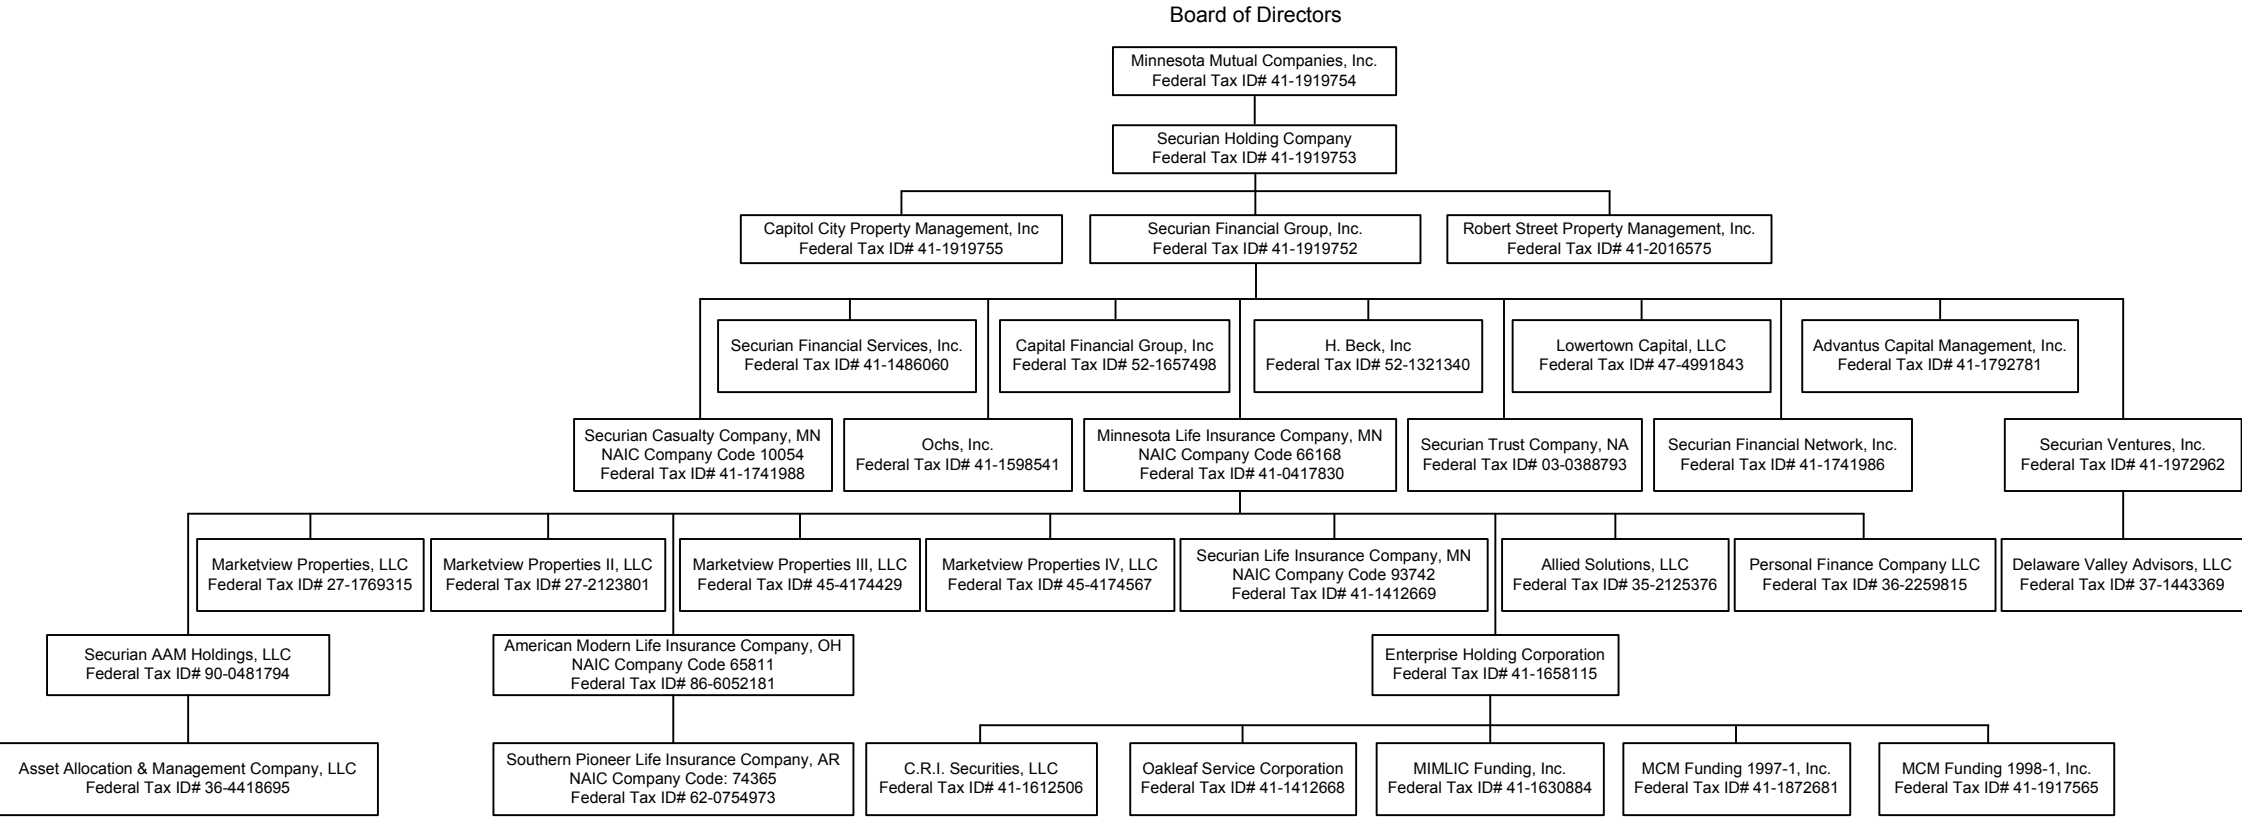 Board of Directors
Minnesota Mutual Companies, Inc.
Federal Tax ID# 41-1919754
Securian Holding Company
Federal Tax ID# 41-1919753
Capitol City Property Management, Inc
Federal Tax ID# 41-1919755
Securian Financial Group, Inc.
Federal Tax ID# 41-1919752
Robert Street Property Management, Inc.
Federal Tax ID# 41-2016575
Securian Financial Services, Inc.
Federal Tax ID# 41-1486060
Capital Financial Group, Inc
Federal Tax ID# 52-1657498
H. Beck, Inc
Federal Tax ID# 52-1321340
Lowertown Capital, LLC
Federal Tax ID# 47-4991843
Advantus Capital Management, Inc.
Federal Tax ID# 41-1792781
Securian Casualty Company, MN
NAIC Company Code 10054
Federal Tax ID# 41-1741988
Ochs, Inc.
Federal Tax ID# 41-1598541
Minnesota Life Insurance Company, MN
NAIC Company Code 66168
Federal Tax ID# 41-0417830
Securian Trust Company, NA
Federal Tax ID# 03-0388793
Securian Financial Network, Inc.
Federal Tax ID# 41-1741986
Securian Ventures, Inc.
Federal Tax ID# 41-1972962
Marketview Properties, LLC
Federal Tax ID# 27-1769315
Marketview Properties II, LLC
Federal Tax ID# 27-2123801
Marketview Properties III, LLC
Federal Tax ID# 45-4174429
Marketview Properties IV, LLC
Federal Tax ID# 45-4174567
Securian Life Insurance Company, MN
NAIC Company Code 93742
Federal Tax ID# 41-1412669
Allied Solutions, LLC
Federal Tax ID# 35-2125376
Personal Finance Company LLC
Federal Tax ID# 36-2259815
Delaware Valley Advisors, LLC
Federal Tax ID# 37-1443369
Securian AAM Holdings, LLC
Federal Tax ID# 90-0481794
American Modern Life Insurance Company, OH
NAIC Company Code 65811
Federal Tax ID# 86-6052181
Enterprise Holding Corporation
Federal Tax ID# 41-1658115
Asset Allocation & Management Company, LLC
Federal Tax ID# 36-4418695
Southern Pioneer Life Insurance Company, AR
NAIC Company Code: 74365
Federal Tax ID# 62-0754973
C.R.I. Securities, LLC
Federal Tax ID# 41-1612506
Oakleaf Service Corporation
Federal Tax ID# 41-1412668
MIMLIC Funding, Inc.
Federal Tax ID# 41-1630884
MCM Funding 1997-1, Inc.
Federal Tax ID# 41-1872681
MCM Funding 1998-1, Inc.
Federal Tax ID# 41-1917565